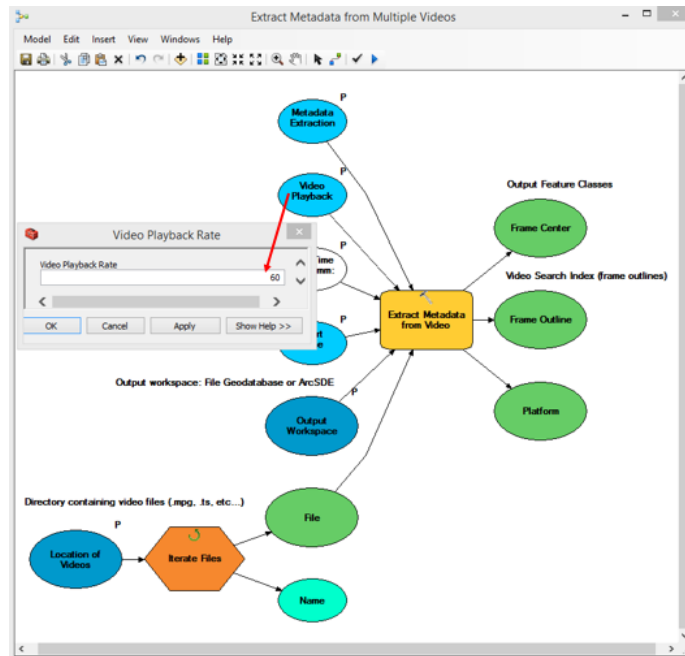 Extract Metadata from Multiple Videos
Model Edit Insert View Windows Help
P
Metadata
Extraction
P
Video
Playback
Output Feature Classes
Frame Center
Video Playback Rate
Video Playback Rate
60
OK Cancel Apply Show Help >>
P
Time
mm:
Video Search Index (frame outlines)
Extract Metadata
from Video
Frame Outline
P
Output workspace: File Geodatabase or ArcSDE
P
Output
Workspace
Platform
Directory containing video files (.mpg, .ts, etc...)
P
Location of
Videos
Iterate Files
File
Name